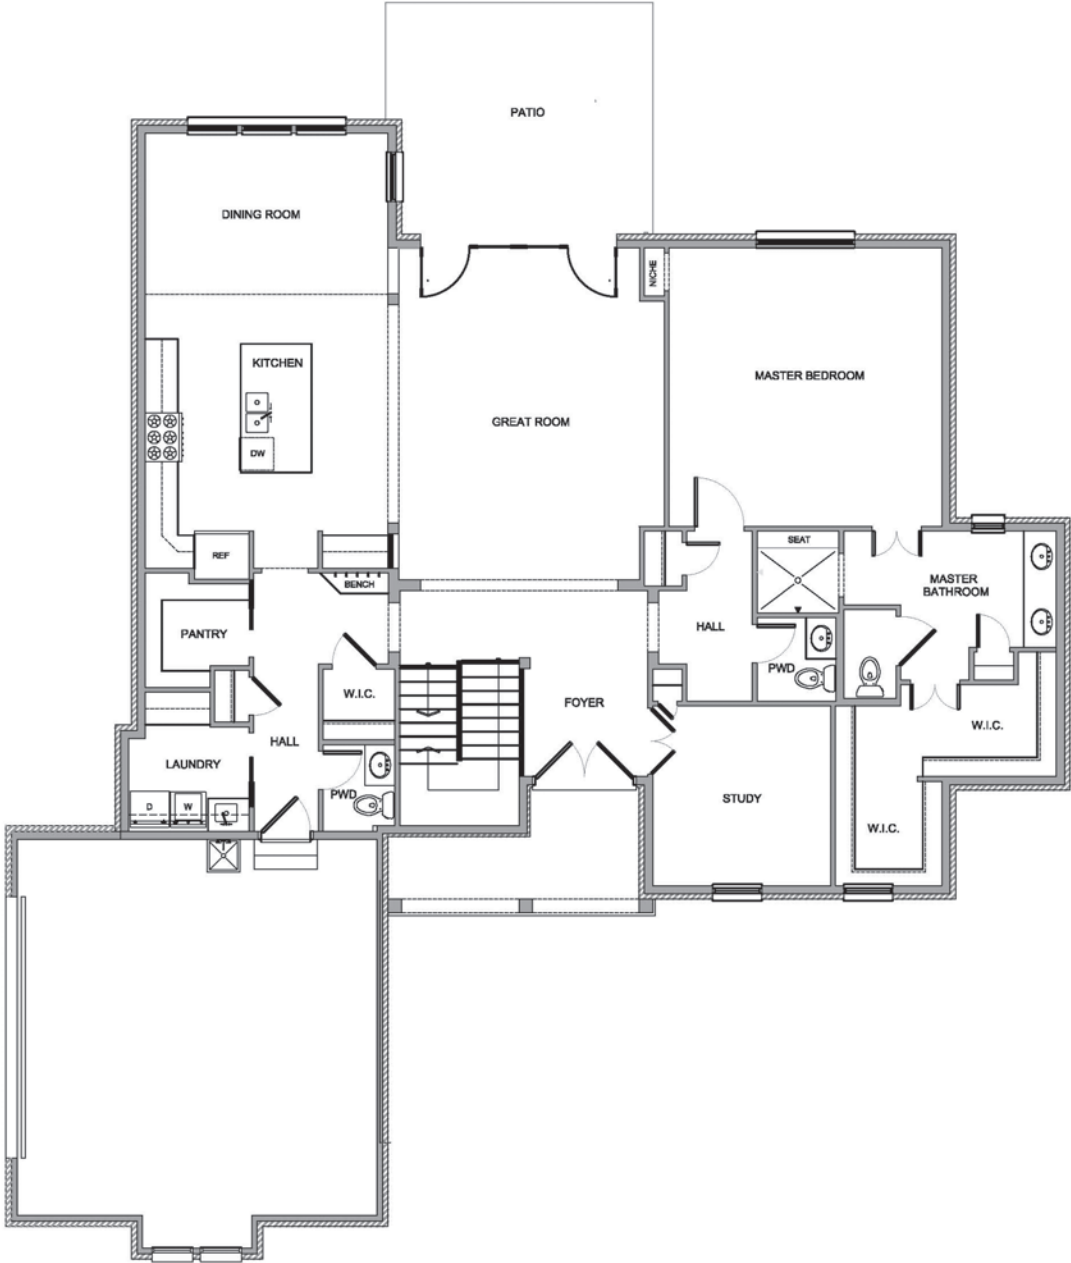 PATIO
DINING ROOM
NICHE
KITCHEN
MASTER BEDROOM
GREAT ROOM
DW
SEAT
REF
BENCH
MASTER
BATHROOM
PANTRY
HALL
PWD
W.I.C.
FOYER
W.I.C.
HALL
LAUNDRY
PWD
STUDY
D
W
W.I.C.